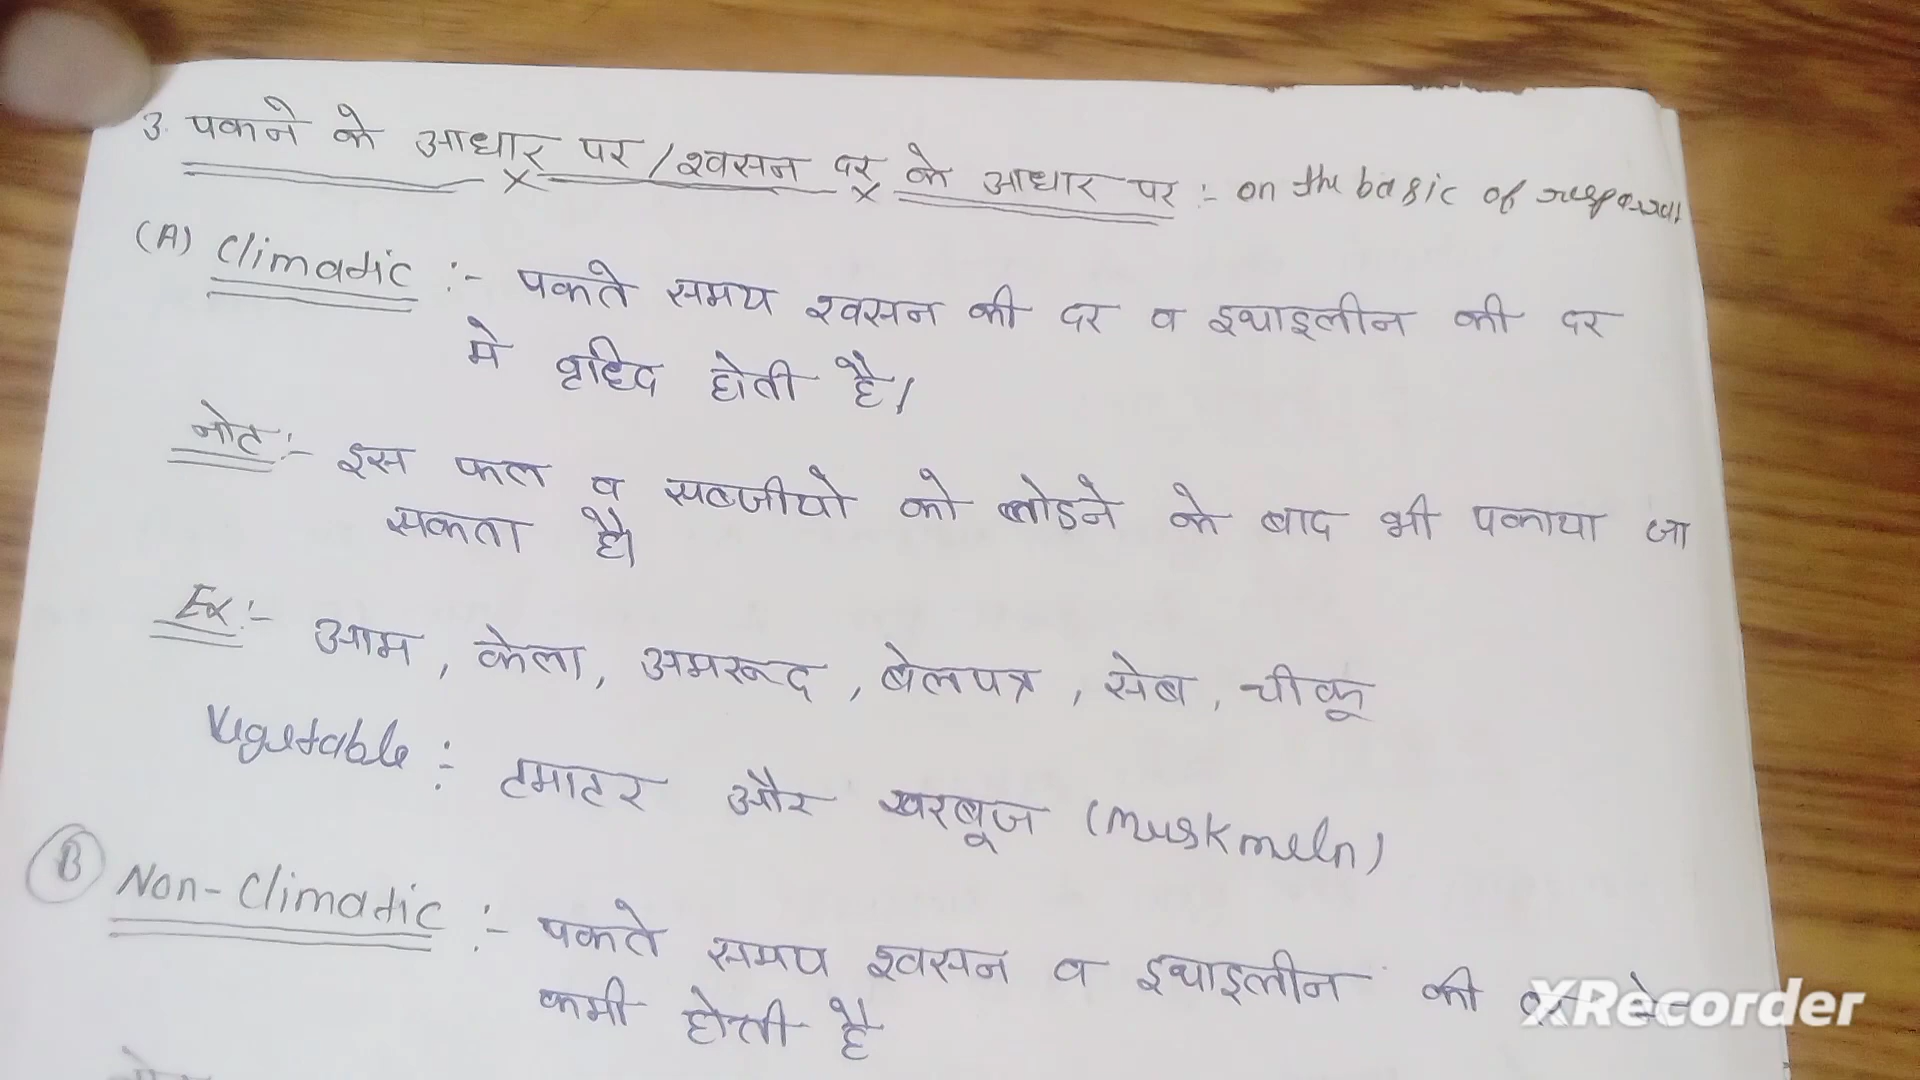 3. पकने के आधार पर / श्वसन दर के आधार पर :- on the basic of
(A) Climatic :- पकते समय श्वसन की दर व इथाइलीन की दर
मे वृद्धि होती है।
नोट :- इस फल व सब्जीयो को तोडने के बाद भी पकाया जा
सकता है।
Ex :- आम, केला, अमरूद, बेलपत्र, सेब, चीकू
Vegetable :- टमाटर और खरबूज (muskmeln)
(B) Non-Climatic :- पकते समय श्वसन व इथाइलीन की दर मे
कमी होती है
XRecorder